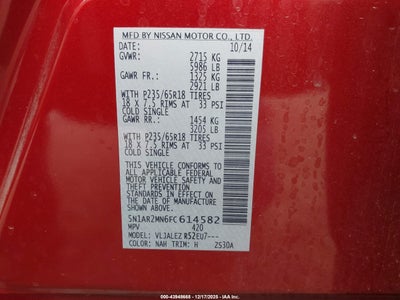 MFD BY NISSAN MOTOR CO., LTD.
DATE: 10/14
GVWR: 2715 KG
5986 LB
GAWR FR.: 1325 KG
2921 LB
WITH P235/65R18 TIRES
18 X 7.5 RIMS AT 33 PSI
COLD SINGLE
GAWR RR.: 1454 KG
3205 LB
WITH P235/65R18 TIRES
18 X 7.5 RIMS AT 33 PSI
COLD SINGLE
THIS VEHICLE CONFORMS TO
ALL APPLICABLE FEDERAL
MOTOR VEHICLE SAFETY,
BUMPER, AND THEFT PREVENTION
STANDARDS IN EFFECT ON THE
DATE OF MANUFACTURE
SHOWN ABOVE.
5N1AR2MN6FC614582
MPV 420
MODEL: VLJALEZ R52EU7---
COLOR: NAH TRIM: H Z530A
000-43948668 - 12/17/2025 - IAA, Inc.